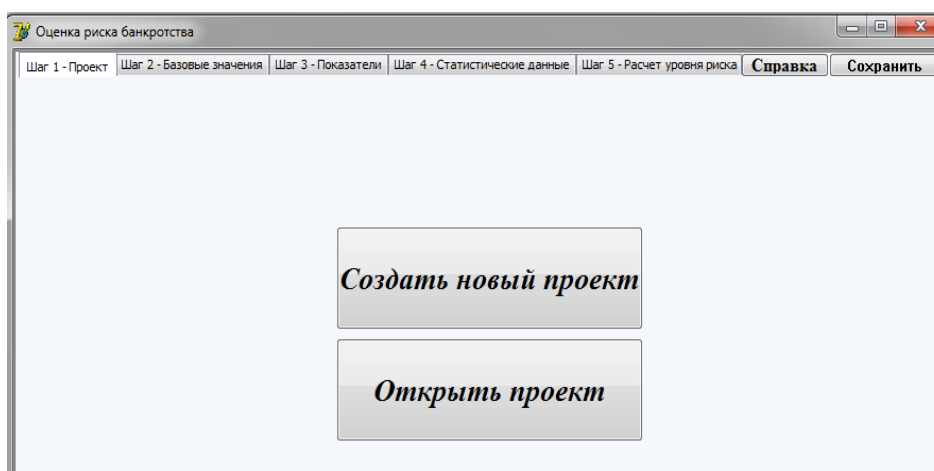 Оценка риска банкротства
Шаг 1 - Проект Шаг 2 - Базовые значения Шаг 3 - Показатели Шаг 4 - Статистические данные Шаг 5 - Расчет уровня риска Справка Сохранить
Создать новый проект
Открыть проект